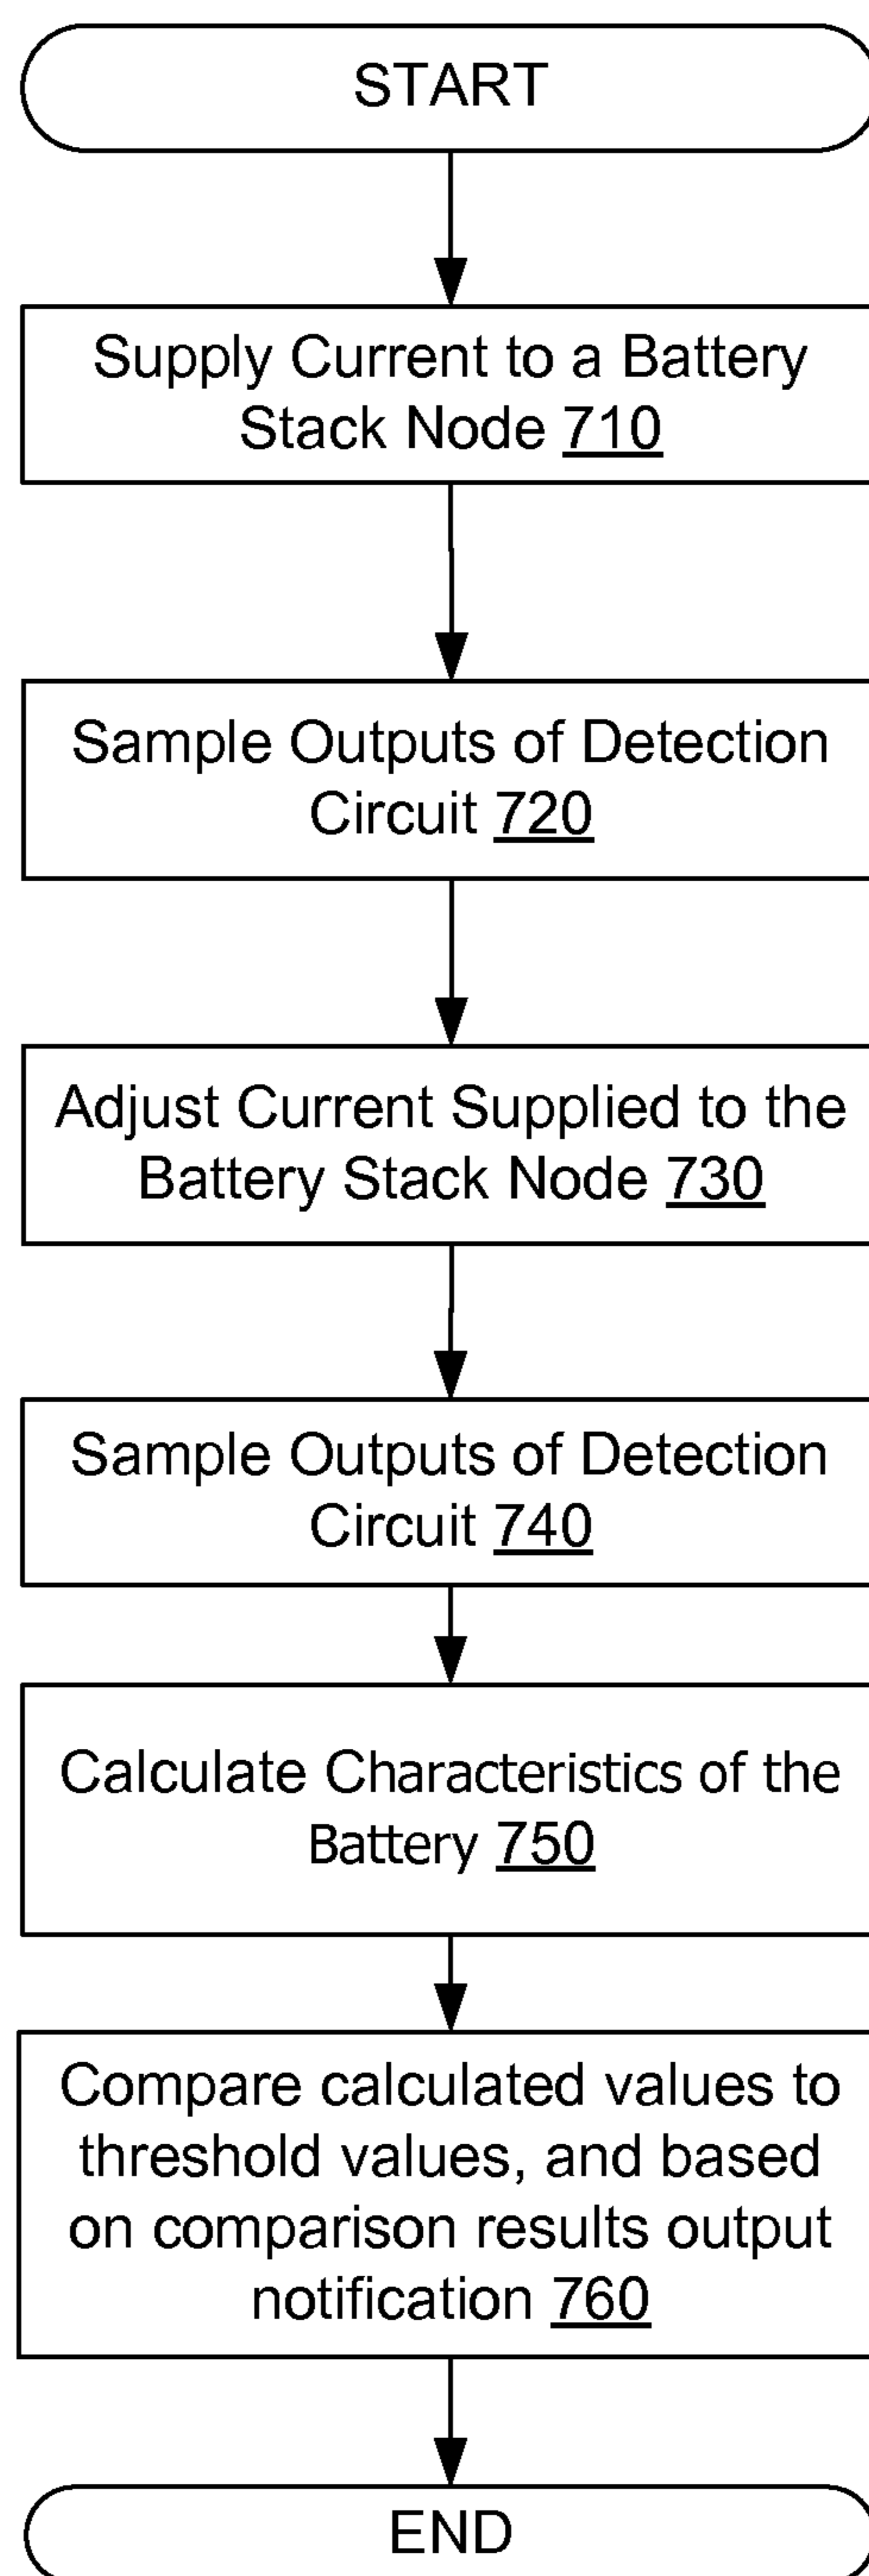 START
Supply Current to a Battery
Stack Node 710
Sample Outputs of Detection
Circuit 720
Adjust Current Supplied to the
Battery Stack Node 730
Sample Outputs of Detection
Circuit 740
Calculate Characteristics of the
Battery 750
Compare calculated values to
threshold values, and based
on comparison results output
notification 760
END